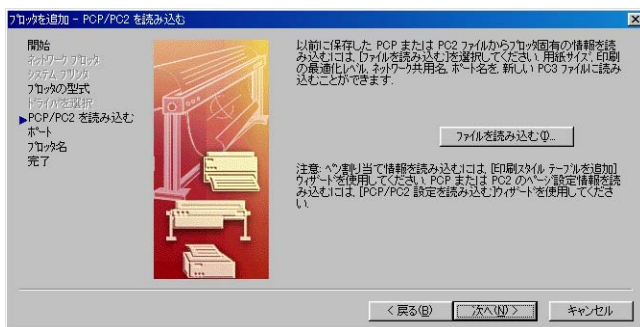 プロッタを追加 - PCP/PC2 を読み込む
開始
ネットワーク プロッタ
システム プリンタ
プロッタの型式
ドライバを選択
PCP/PC2 を読み込む
ポート
プロッタ名
完了
以前に保存した PCP または PC2 ファイルからプロッタ固有の情報を読
み込むには、[ファイルを読み込む]を選択してください. 用紙サイズ, 印刷
の最適化レベル, ネットワーク共用名, ポート名を, 新しい PC3 ファイルに読み
込むことができます.
ファイルを読み込む(I)...
注意: ペン割り当て情報を読み込むには, [印刷スタイル テーブルを追加]
ウィザードを使用してください. PCP または PC2 のページ設定情報を読
み込むには, [PCP/PC2 設定を読み込む]ウィザードを使用してくださ
い.
< 戻る(B)
次へ(N) >
キャンセル